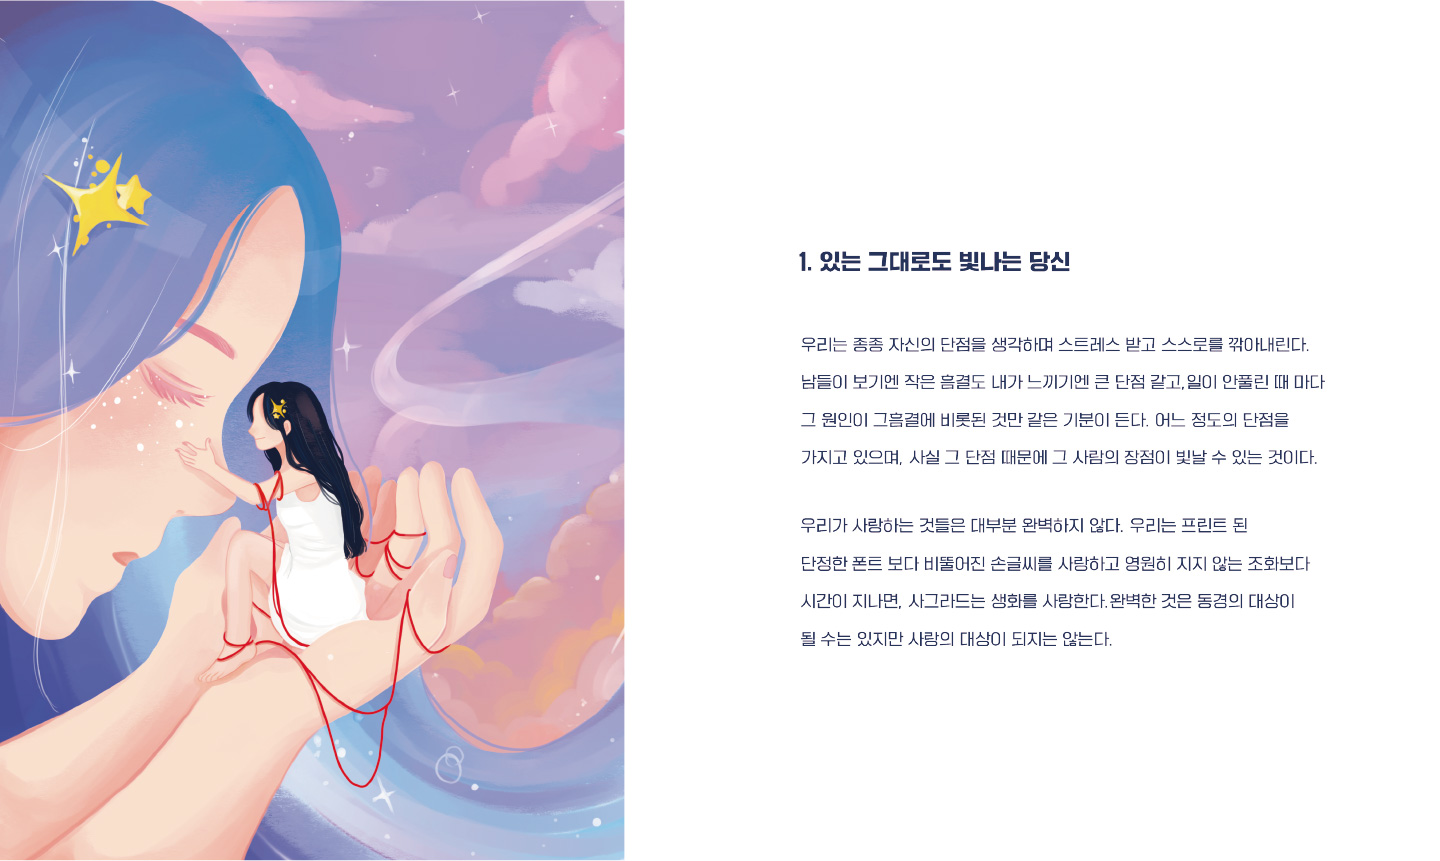 1. 있는 그대로도 빛나는 당신
우리는 종종 자신의 단점을 생각하며 스트레스 받고 스스로를 깎아내린다.
남들이 보기엔 작은 흠결도 내가 느끼기엔 큰 단점 같고,일이 안풀린 때 마다
그 원인이 그흠결에 비롯된 것만 같은 기분이 든다. 어느 정도의 단점을
가지고 있으며, 사실 그 단점 때문에 그 사람의 장점이 빛날 수 있는 것이다.
우리가 사랑하는 것들은 대부분 완벽하지 않다. 우리는 프린트 된
단정한 폰트 보다 비뚤어진 손글씨를 사랑하고 영원히 지지 않는 조화보다
시간이 지나면, 사그라드는 생화를 사랑한다.완벽한 것은 동경의 대상이
될 수는 있지만 사랑의 대상이 되지는 않는다.